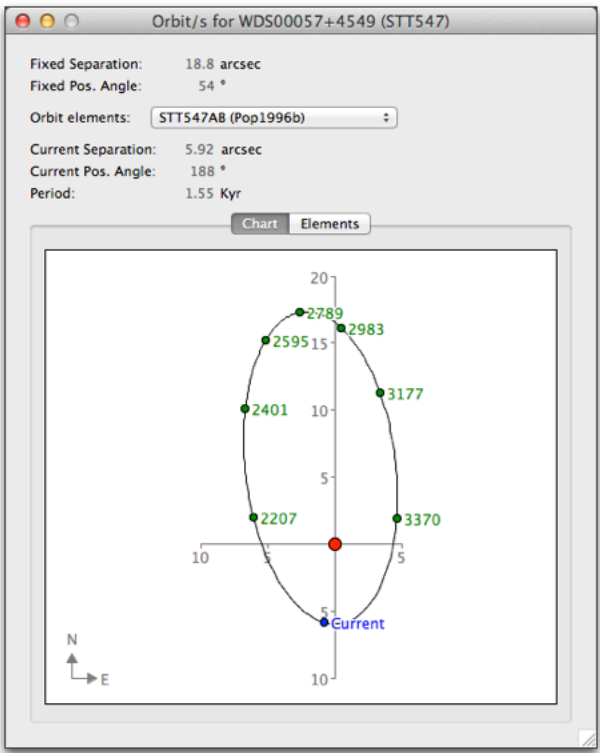 Orbit/s for WDS00057+4549 (STT547)
Fixed Separation: 18.8 arcsec
Fixed Pos. Angle: 54 °
Orbit elements: STT547AB (Pop1996b)
Current Separation: 5.92 arcsec
Current Pos. Angle: 188 °
Period: 1.55 Kyr
Chart Elements
20
2789
2983
2595 15
3177
2401 10
5
2207 3370
10 5 5
5
Current
N
E
10